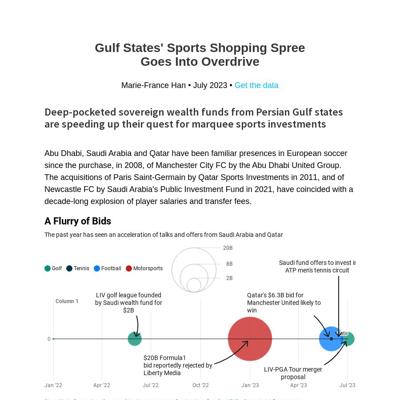 Gulf States' Sports Shopping Spree
Goes Into Overdrive
Marie-France Han • July 2023 • Get the data
Deep-pocketed sovereign wealth funds from Persian Gulf states
are speeding up their quest for marquee sports investments
Abu Dhabi, Saudi Arabia and Qatar have been familiar presences in European soccer
since the purchase, in 2008, of Manchester City FC by the Abu Dhabi United Group.
The acquisitions of Paris Saint-Germain by Qatar Sports Investments in 2011, and of
Newcastle FC by Saudi Arabia's Public Investment Fund in 2021, have coincided with a
decade-long explosion of player salaries and transfer fees.
A Flurry of Bids
The past year has seen an acceleration of talks and offers from Saudi Arabia and Qatar
20B
8B
2B
Golf Tennis Football Motorsports
Saudi fund offers to invest in
ATP men's tennis circuit
Column 1
LIV golf league founded
by Saudi wealth fund for
$2B
Qatar's $6.3B bid for
Manchester United likely to
win
0
$20B Formula1
bid reportedly rejected by
Liberty Media
LIV-PGA Tour merger
proposal
Jan '22 Apr '22 Jul '22 Oct '22 Jan '23 Apr '23 Jul '23